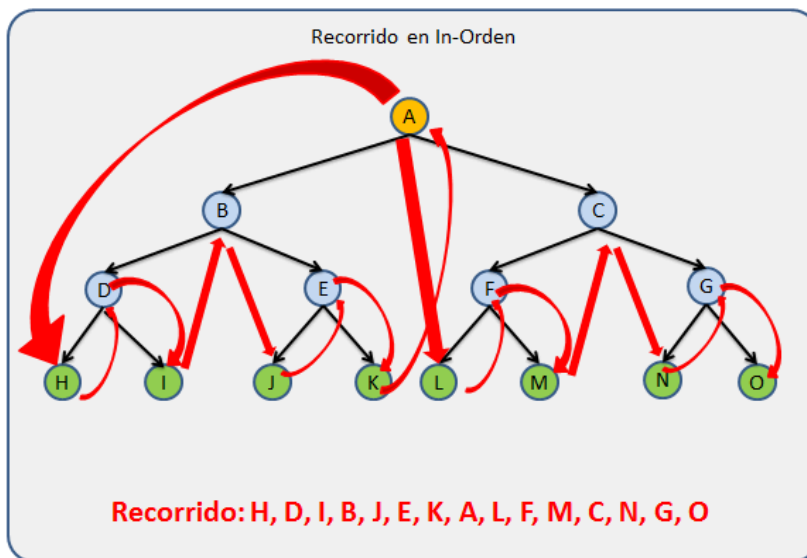 Recorrido en In-Orden
A
B
C
D
E
F
G
H
I
J
K
L
M
N
O
Recorrido: H, D, I, B, J, E, K, A, L, F, M, C, N, G, O